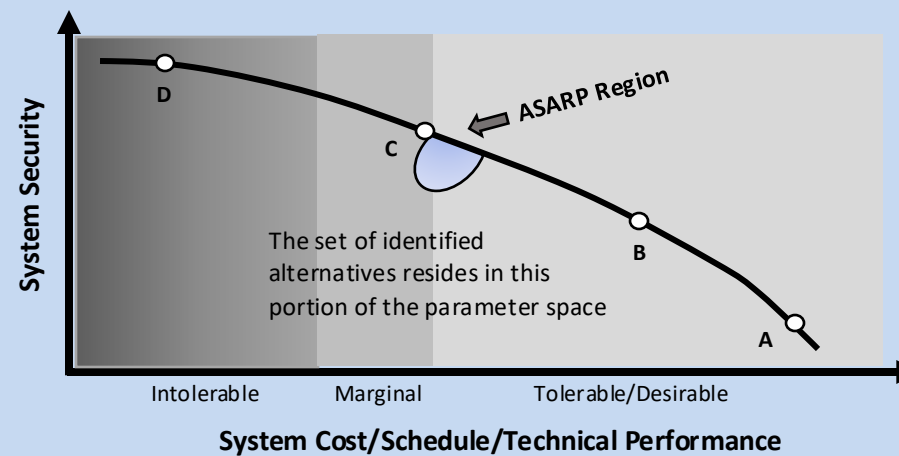 System Security
D
C
ASARP Region
The set of identified
alternatives resides in this
portion of the parameter space
B
A
Intolerable
Marginal
Tolerable/Desirable
System Cost/Schedule/Technical Performance